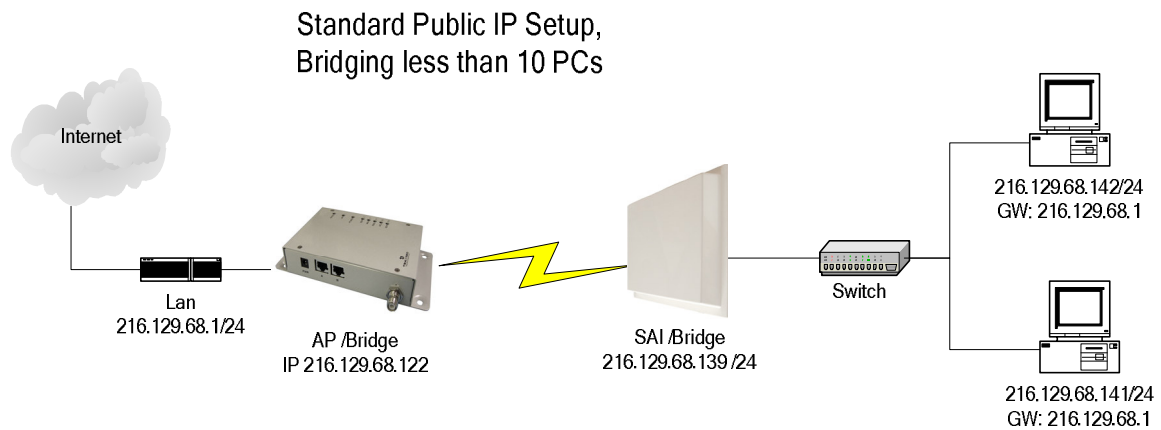 Standard Public IP Setup,
Bridging less than 10 PCs
Internet
Lan
216.129.68.1/24
AP /Bridge
IP 216.129.68.122
SAI /Bridge
216.129.68.139 /24
Switch
216.129.68.142/24
GW: 216.129.68.1
216.129.68.141/24
GW: 216.129.68.1